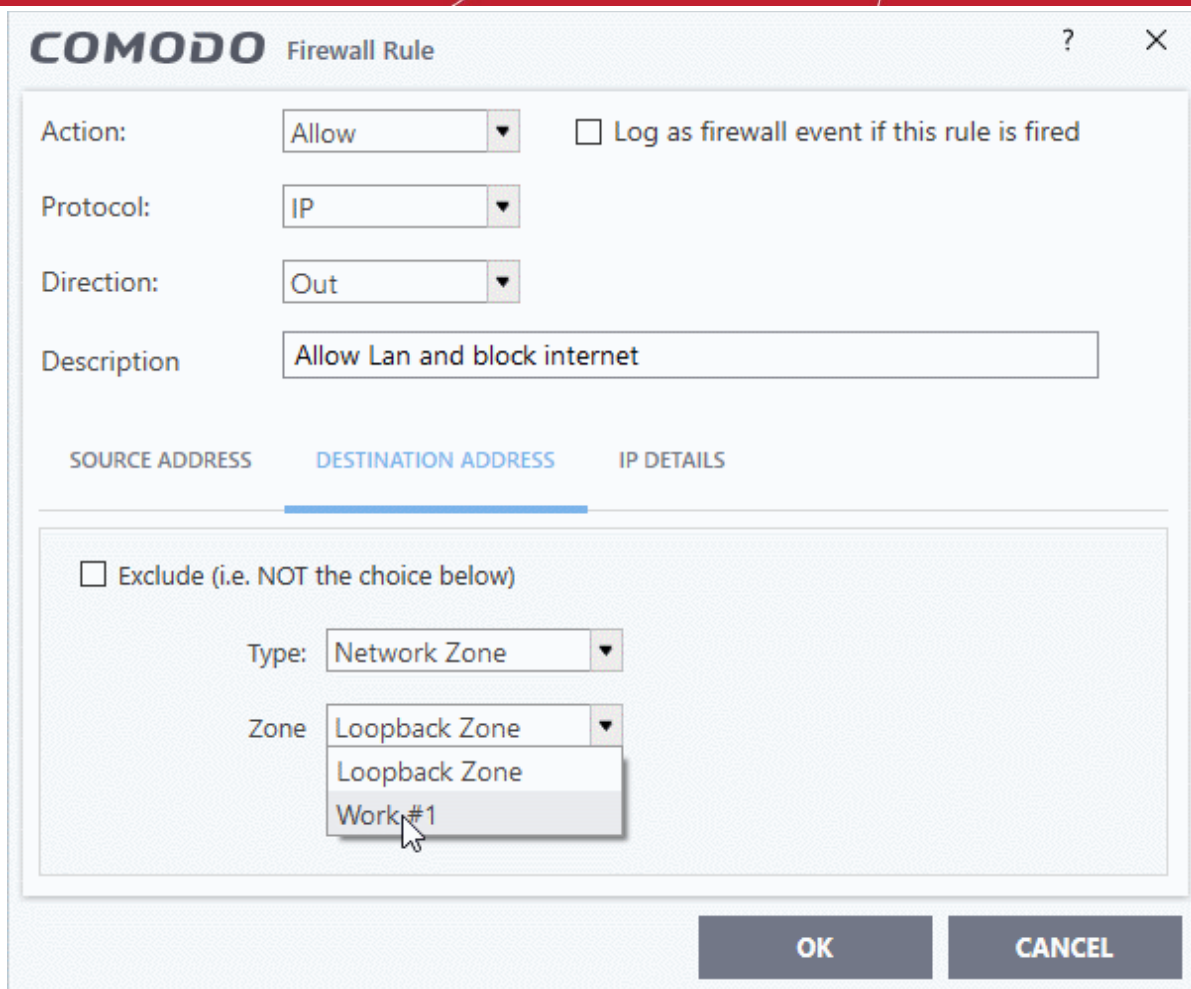 COMODO Firewall Rule ?
Action: Allow Log as firewall event if this rule is fired
Protocol: IP
Direction: Out
Description Allow Lan and block internet
SOURCE ADDRESS DESTINATION ADDRESS IP DETAILS
Exclude (i.e. NOT the choice below)
Type: Network Zone
Zone Loopback Zone
Loopback Zone
Work #1
OK CANCEL